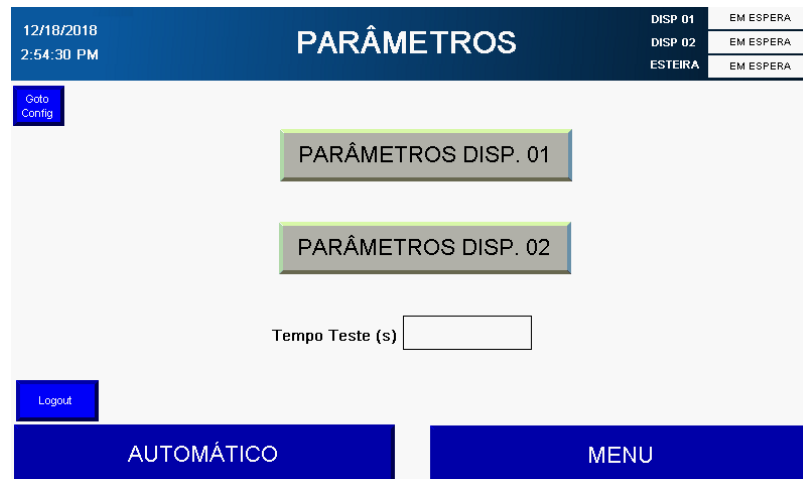 12/18/2018
2:54:30 PM
PARÂMETROS
DISP 01 EM ESPERA
DISP 02 EM ESPERA
ESTEIRA EM ESPERA
Goto
Config
PARÂMETROS DISP. 01
PARÂMETROS DISP. 02
Tempo Teste (s)
Logout
AUTOMÁTICO
MENU